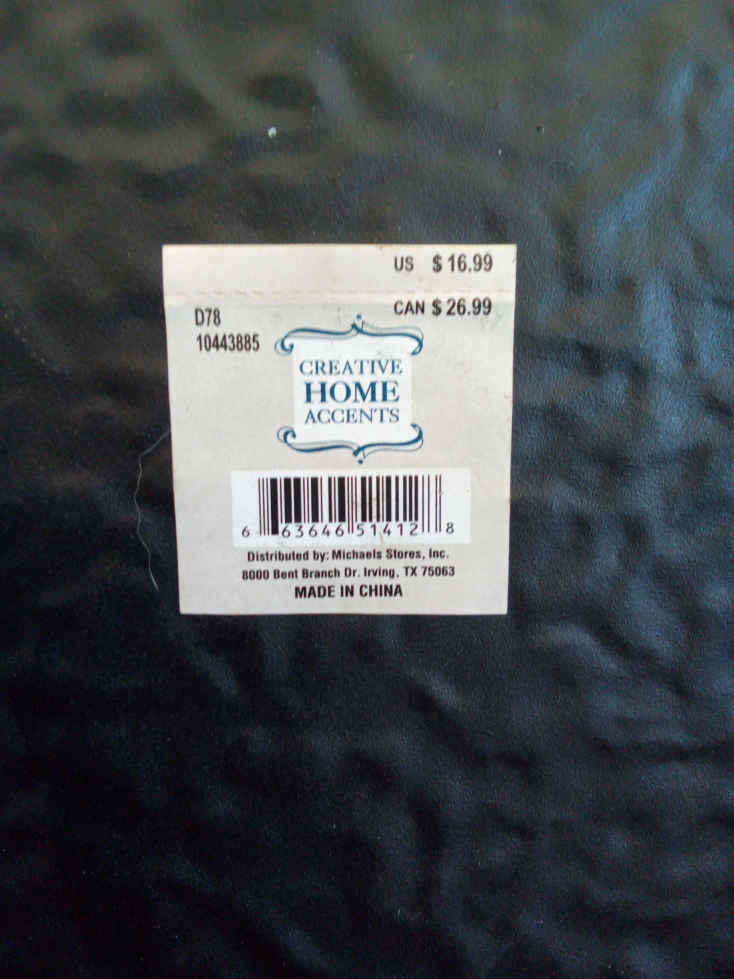 US $ 16.99
CAN $ 26.99
D78
10443885
CREATIVE
HOME
ACCENTS
6 63646 51412 8
Distributed by: Michaels Stores, Inc.
8000 Bent Branch Dr. Irving, TX 75063
MADE IN CHINA